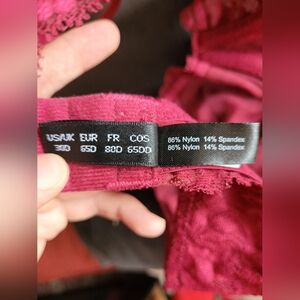 US/UK EUR FR COS
30D 65D 80D 65DD
86% Nylon 14% Spandex
86% Nylon 14% Spandex